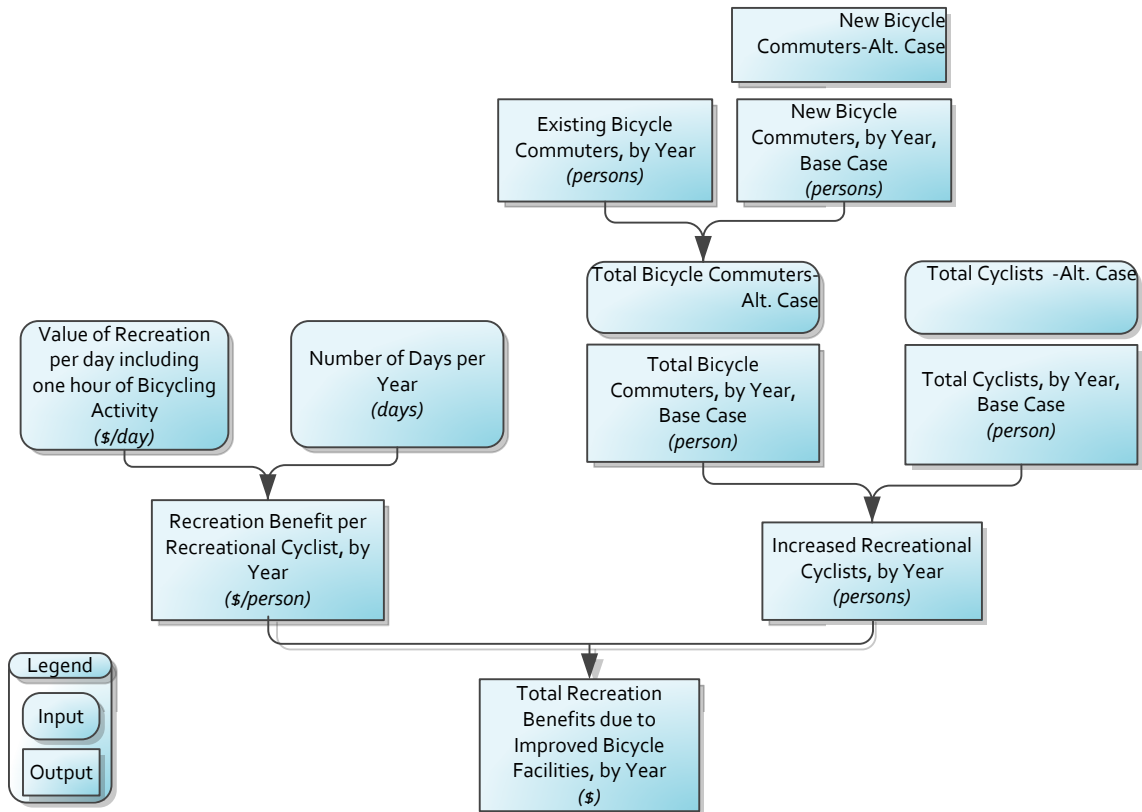 New Bicycle
Commuters-Alt. Case
Existing Bicycle
Commuters, by Year
(persons)
New Bicycle
Commuters, by Year,
Base Case
(persons)
Total Bicycle Commuters-
Alt. Case
Total Cyclists -Alt. Case
Value of Recreation
per day including
one hour of Bicycling
Activity
($/day)
Number of Days per
Year
(days)
Total Bicycle
Commuters, by Year,
Base Case
(person)
Total Cyclists, by Year,
Base Case
(person)
Recreation Benefit per
Recreational Cyclist, by
Year
($/person)
Increased Recreational
Cyclists, by Year
(persons)
Legend
Input
Output
Total Recreation
Benefits due to
Improved Bicycle
Facilities, by Year
($)